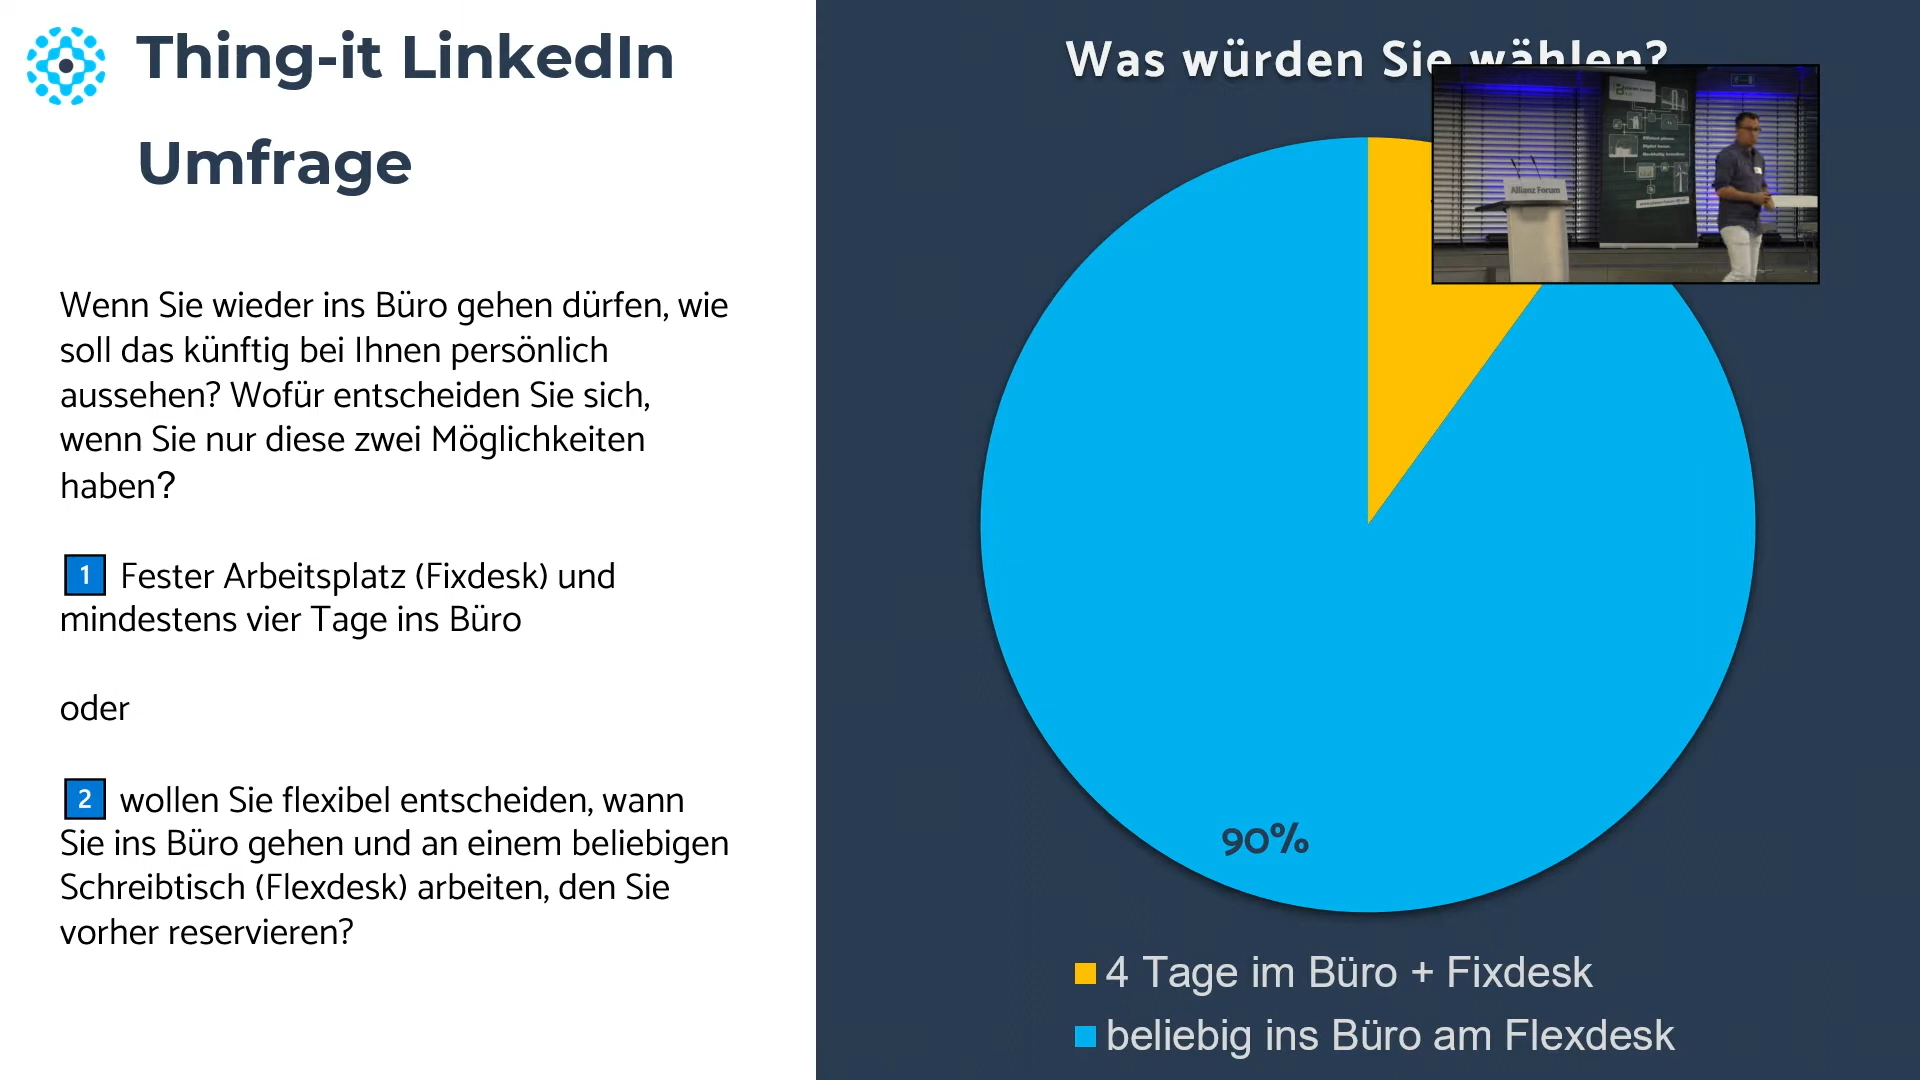 Thing-it LinkedIn
Umfrage
Wenn Sie wieder ins Büro gehen dürfen, wie
soll das künftig bei Ihnen persönlich
aussehen? Wofür entscheiden Sie sich,
wenn Sie nur diese zwei Möglichkeiten
haben?
1 Fester Arbeitsplatz (Fixdesk) und
mindestens vier Tage ins Büro
oder
2 wollen Sie flexibel entscheiden, wann
Sie ins Büro gehen und an einem beliebigen
Schreibtisch (Flexdesk) arbeiten, den Sie
vorher reservieren?
Was würden Sie wählen?
Allianz Forum
90%
4 Tage im Büro + Fixdesk
beliebig ins Büro am Flexdesk